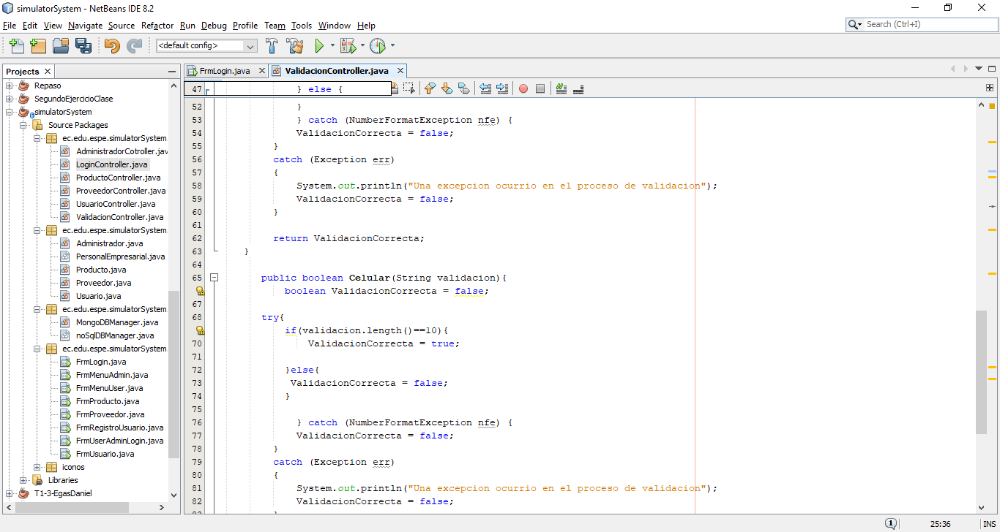 simulatorSystem - NetBeans IDE 8.2
File Edit View Navigate Source Refactor Run Debug Profile Team Tools Window Help
Search (Ctrl+I)
<default config>
Projects
Repaso
SegundoEjercicioClase
simulatorSystem
Source Packages
ec.edu.espe.simulatorSystem
AdministradorCotroller.jav
LoginController.java
ProductoController.java
ProveedorController.java
UsuarioController.java
ValidacionController.java
ec.edu.espe.simulatorSystem
Administrador.java
PersonalEmpresarial.java
Producto.java
Proveedor.java
Usuario.java
ec.edu.espe.simulatorSystem
MongoDBManager.java
noSqlDBManager.java
ec.edu.espe.simulatorSystem
FrmLogin.java
FrmMenuAdmin.java
FrmMenuUser.java
FrmProducto.java
FrmProveedor.java
FrmRegistroUsuario.java
FrmUserAdminLogin.java
FrmUsuario.java
iconos
Libraries
T1-3-EgasDaniel
FrmLogin.java ValidacionController.java
47 } else {
52 }
53 } catch (NumberFormatException nfe) {
54 ValidacionCorrecta = false;
55 }
56 catch (Exception err)
57 {
58 System.out.println("Una excepcion ocurrio en el proceso de validacion");
59 ValidacionCorrecta = false;
60 }
61
62 return ValidacionCorrecta;
63 }
64
65 public boolean Celular(String validacion){
boolean ValidacionCorrecta = false;
67
68 try{
if(validacion.length()==10){
70 ValidacionCorrecta = true;
71
72 }else{
73 ValidacionCorrecta = false;
74 }
75
76 } catch (NumberFormatException nfe) {
77 ValidacionCorrecta = false;
78 }
79 catch (Exception err)
80 {
81 System.out.println("Una excepcion ocurrio en el proceso de validacion");
82 ValidacionCorrecta = false;
1 25:36 INS